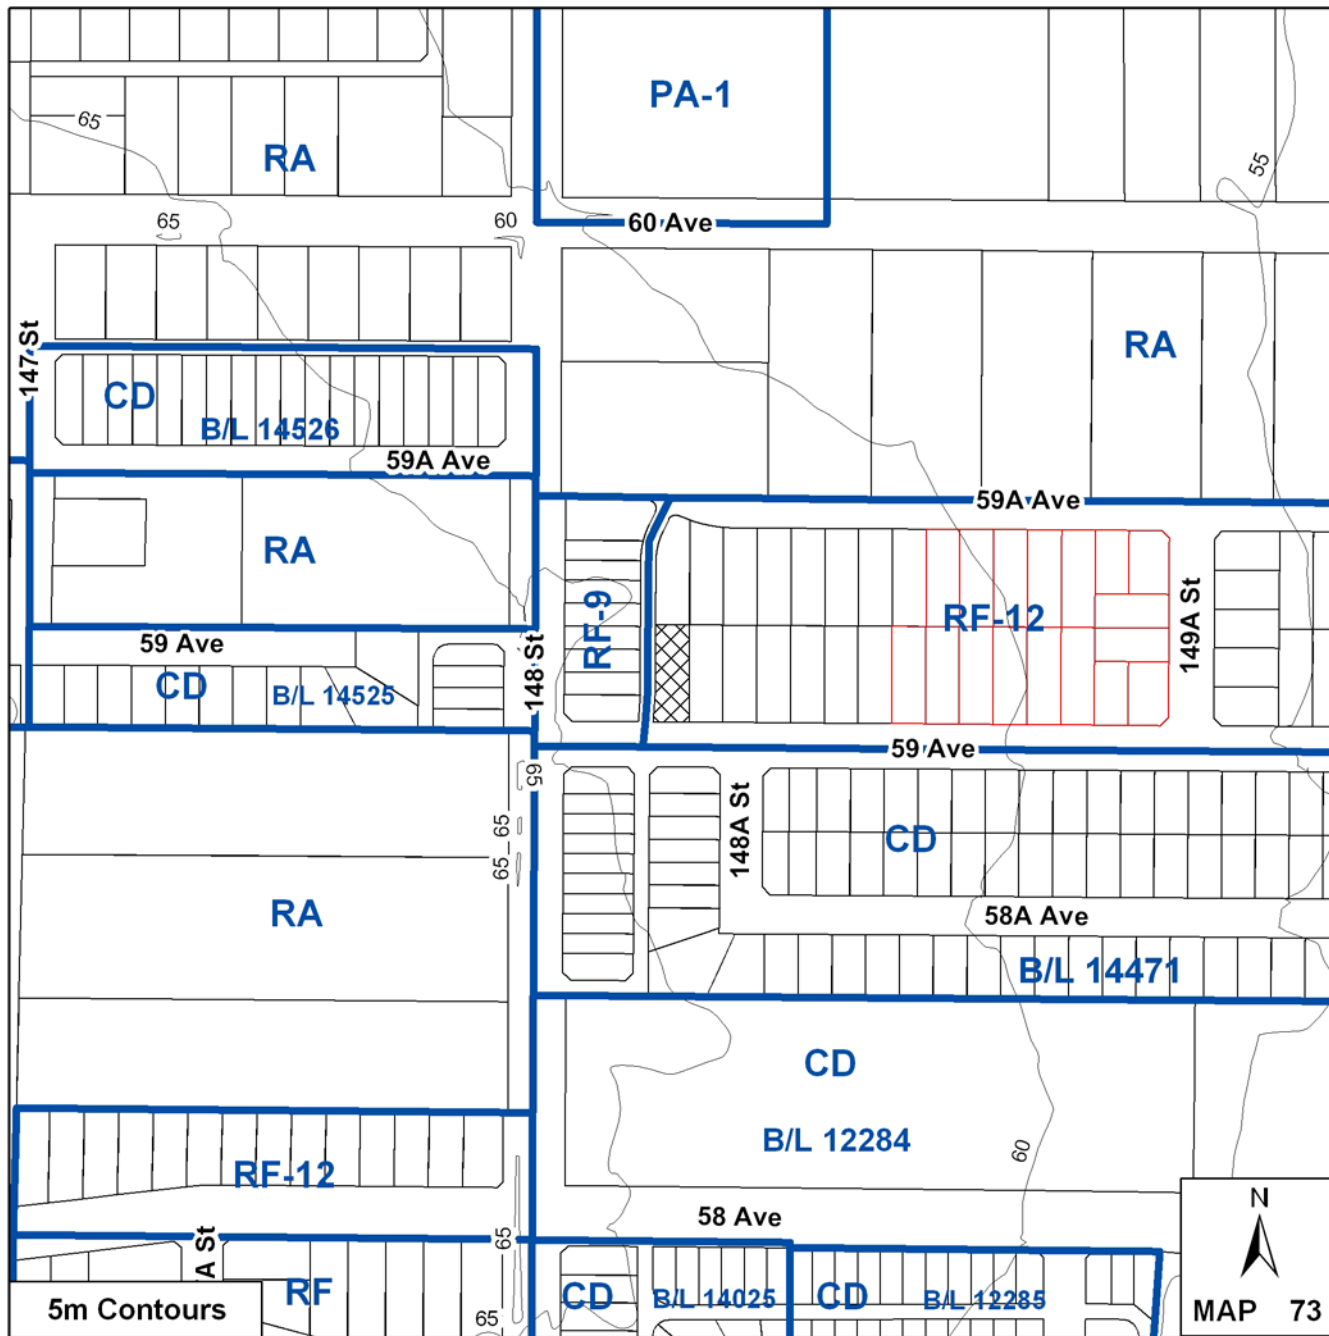 PA-1
65
RA
55
65
60
60 Ave
147 St
RA
CD
B/L 14526
59A Ave
59A Ave
RA
RF-9
RF-12
149A St
59 Ave
148 St
CD
B/L 14525
59 Ave
65
148A St
65
CD
65
RA
58A Ave
B/L 14471
CD
B/L 12284
60
RF-12
N
58 Ave
65
A St
RF
CD
B/L 14025
CD
B/L 12285
65
5m Contours
MAP 73